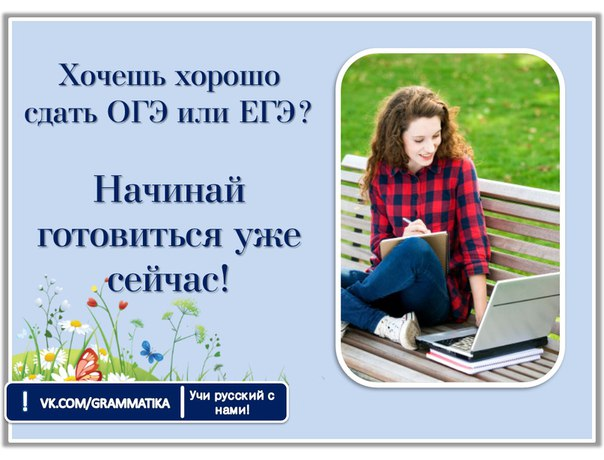 Хочешь хорошо
сдать ОГЭ или ЕГЭ?
Начинай
готовиться уже
сейчас!
! VK.COM/GRAMMATIKA
Учи русский с
нами!